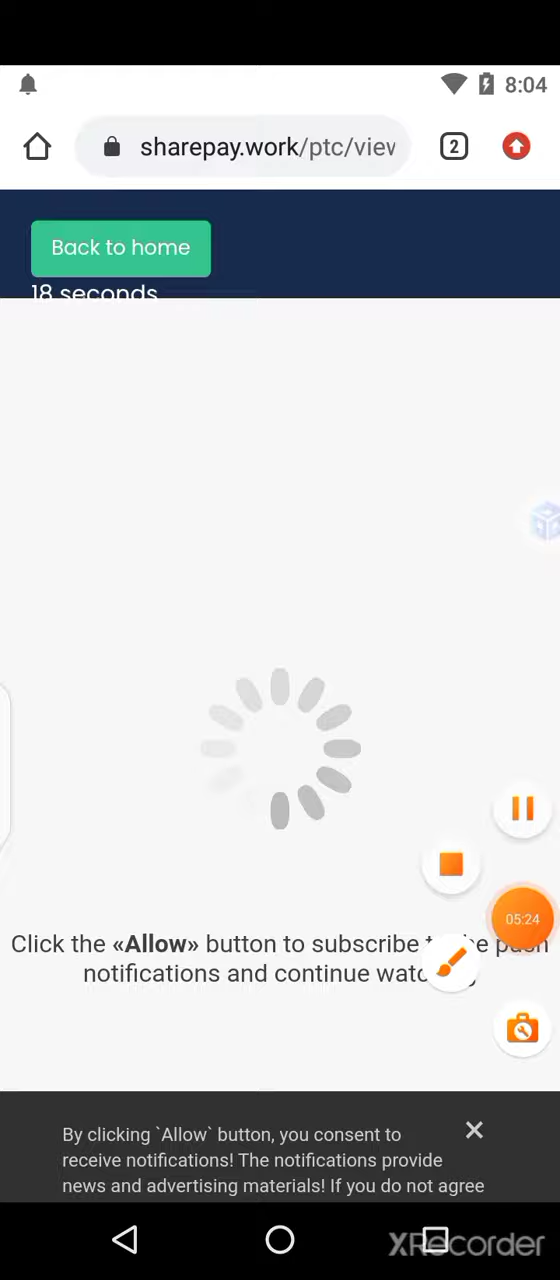 8:04
sharepay.work/ptc/view
2
Back to home
18 seconds
05:24
Click the «Allow» button to subscribe the push
notifications and continue
By clicking `Allow` button, you consent to
receive notifications! The notifications provide
news and advertising materials! If you do not agree
XRecorder